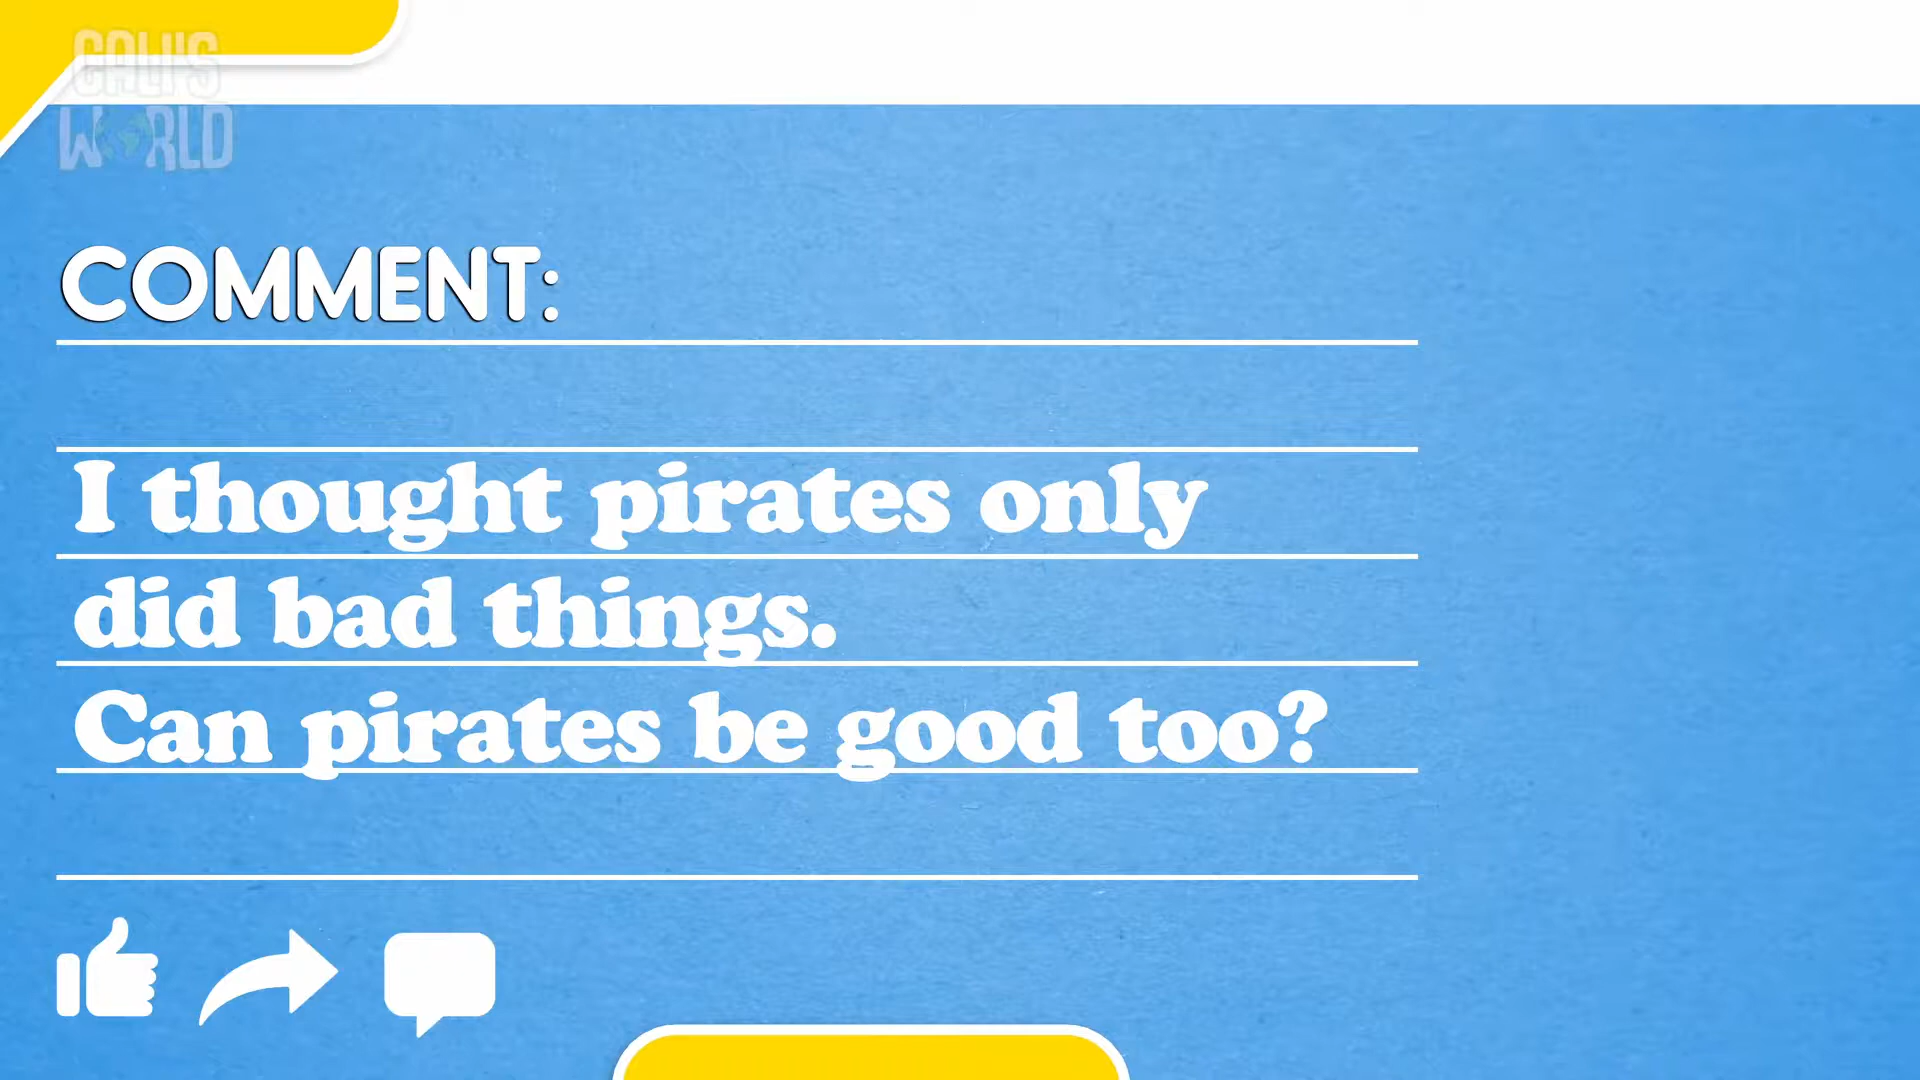 CALI'S
WORLD
COMMENT:
I thought pirates only
did bad things.
Can pirates be good too?